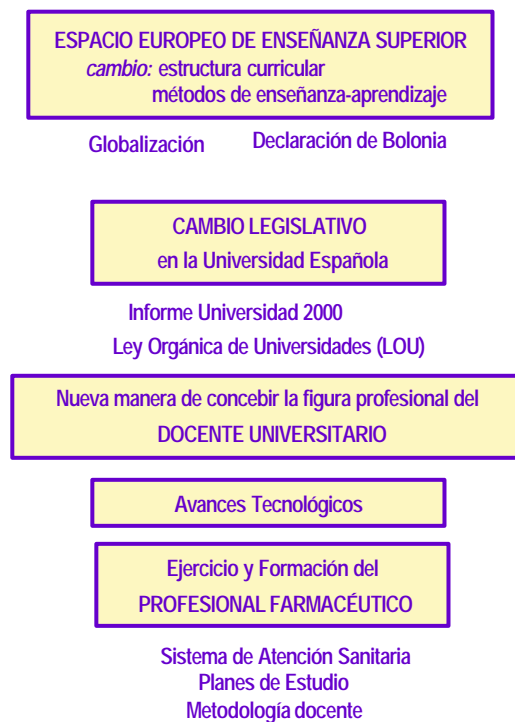 ESPACIO EUROPEO DE ENSEÑANZA SUPERIOR
cambio: estructura curricular
métodos de enseñanza-aprendizaje
Globalización Declaración de Bolonia
CAMBIO LEGISLATIVO
en la Universidad Española
Informe Universidad 2000
Ley Orgánica de Universidades (LOU)
Nueva manera de concebir la figura profesional del
DOCENTE UNIVERSITARIO
Avances Tecnológicos
Ejercicio y Formación del
PROFESIONAL FARMACÉUTICO
Sistema de Atención Sanitaria
Planes de Estudio
Metodología docente